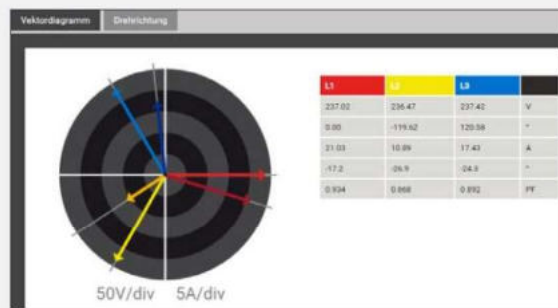 Vektordiagramm Drehrichtung
L1 L2 L3
237.02 236.47 237.42 V
0.00 -119.62 120.58 °
21.03 10.89 17.43 A
-17.2 -26.9 -24.8 °
0.934 0.868 0.892 PF
50V/div 5A/div